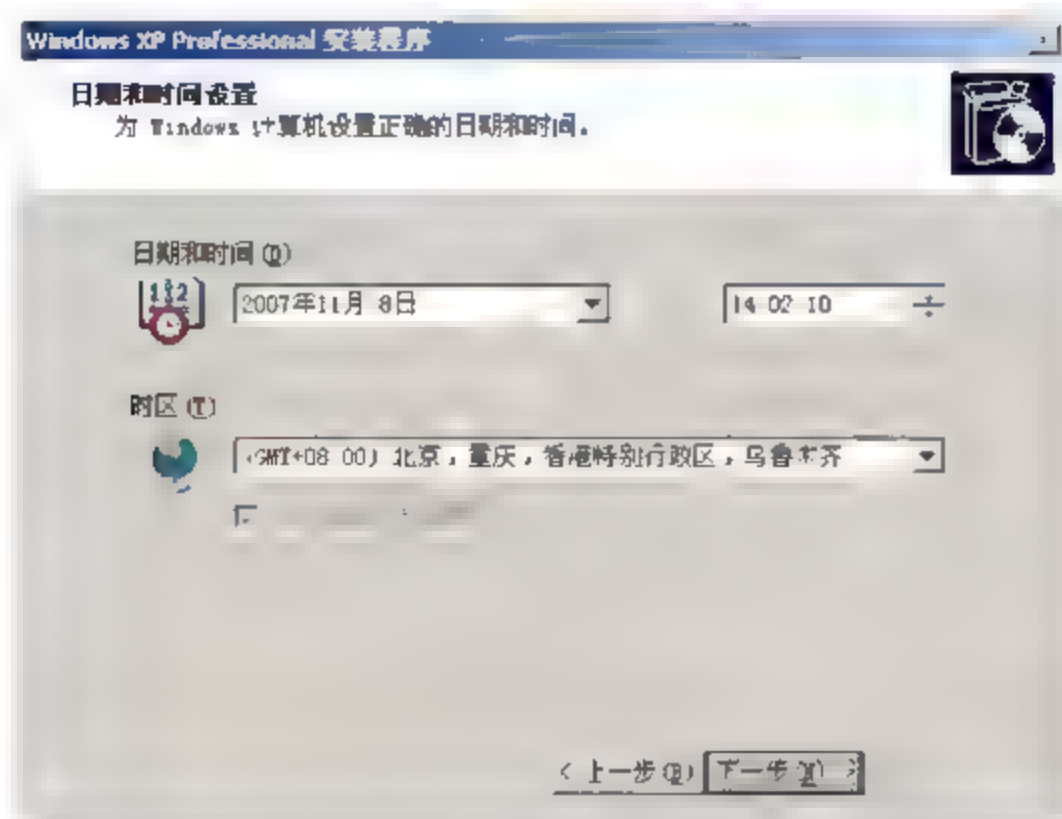 Windows XP Professional 安装程序
日期和时间设置
为 Windows 计算机设置正确的日期和时间。
日期和时间(D)
2007年11月 8日
14 02 10
时区(T)
(GMT+08 00) 北京，重庆，香港特别行政区，乌鲁木齐
< 上一步(B)
下一步(N) >